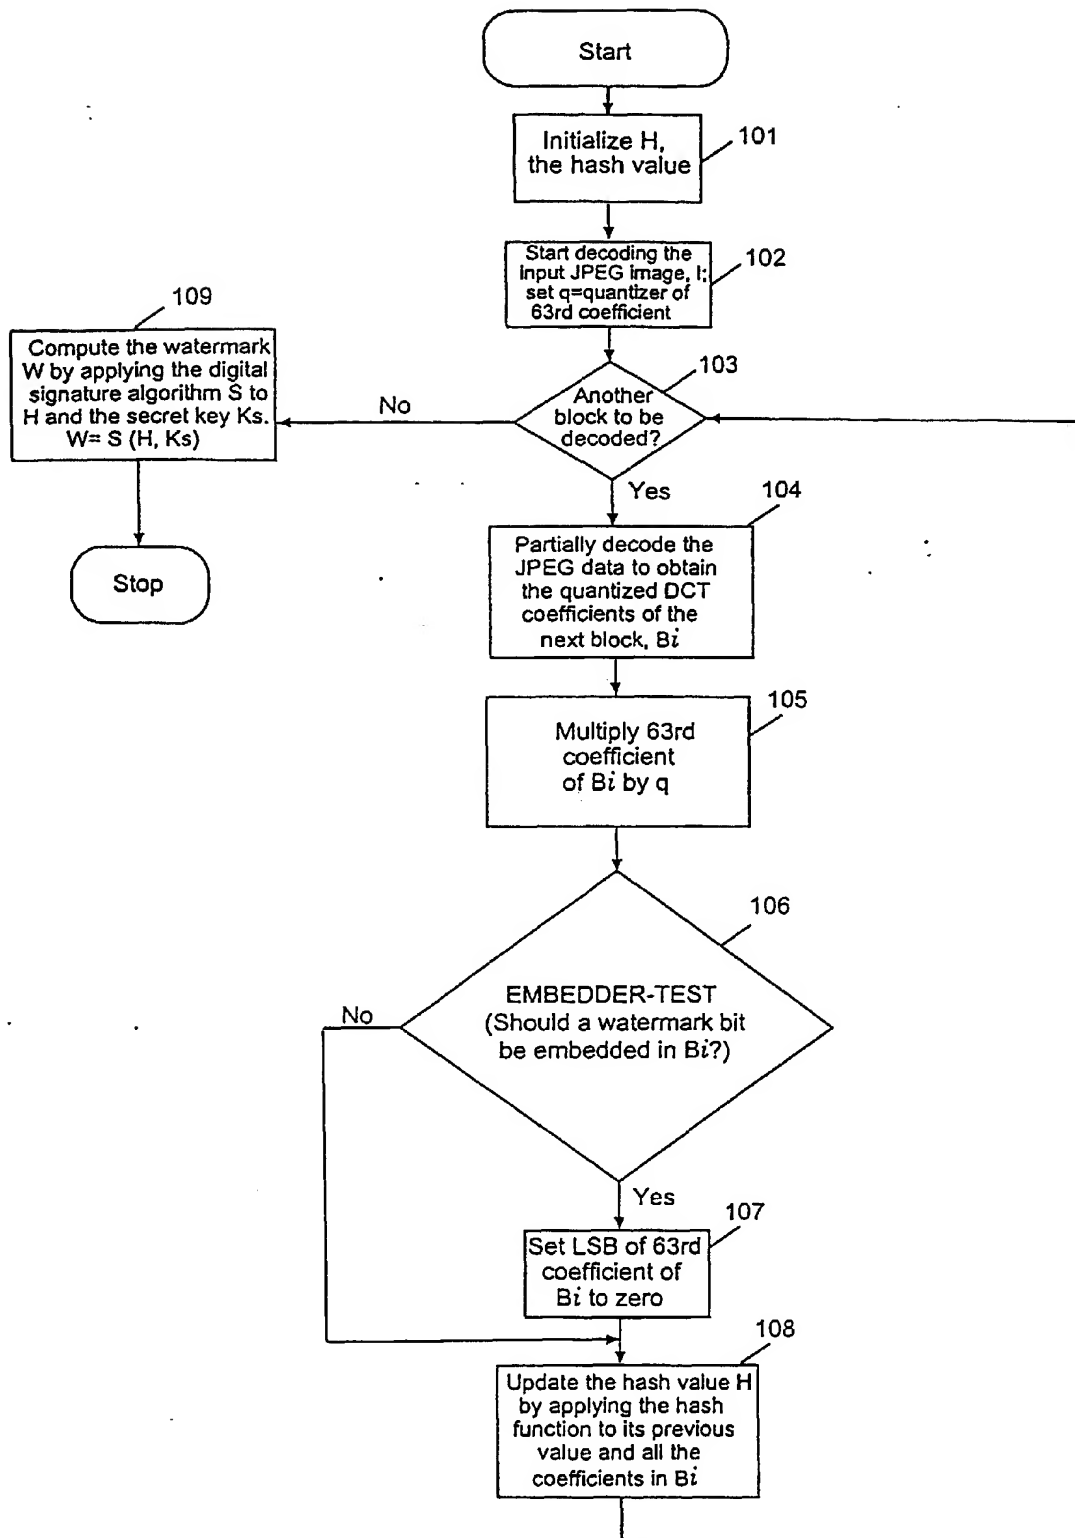 Start
101
Initialize H,
the hash value
102
Start decoding the
input JPEG image, I;
set q=quantizer of
63rd coefficient
109
Compute the watermark
W by applying the digital
signature algorithm S to
H and the secret key Ks.
W= S (H, Ks)
Stop
103
Another
block to be
decoded?
No
Yes
104
Partially decode the
JPEG data to obtain
the quantized DCT
coefficients of the
next block, Bi
105
Multiply 63rd
coefficient
of Bi by q
106
EMBEDDER-TEST
(Should a watermark bit
be embedded in Bi?)
No
Yes
107
Set LSB of 63rd
coefficient of
Bi to zero
108
Update the hash value H
by applying the hash
function to its previous
value and all the
coefficients in Bi